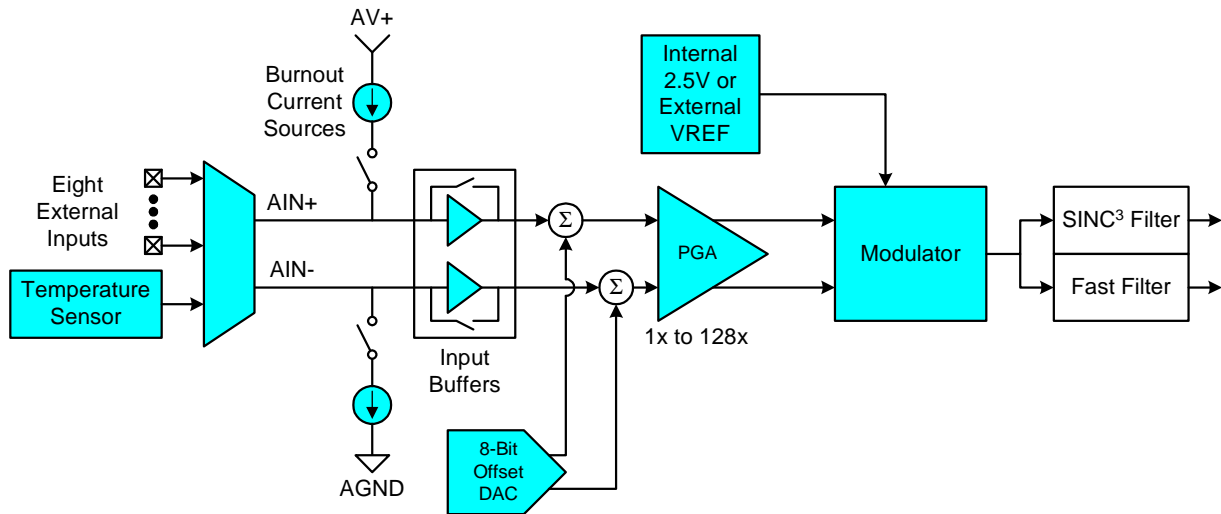 AV+
Burnout
Current
Sources
Internal
2.5V or
External
VREF
Eight
External
Inputs
AIN+
AIN-
Temperature
Sensor
Input
Buffers
Σ
Σ
PGA
1x to 128x
Modulator
SINC³ Filter
Fast Filter
8-Bit
Offset
DAC
AGND